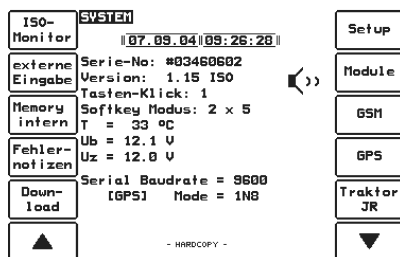 SYSTEM
07.09.04 09:26:28
ISO-
Monitor
externe
Eingabe
Memory
intern
Fehler-
notizen
Down-
load
Serie-No: #03460602
Version: 1.15 ISO
Tasten-Klick: 1
Softkey Modus: 2 x 5
T = 33 ºC
Ub = 12.1 V
Uz = 12.0 V
Serial Baudrate = 9600
[GPS] Mode = 1N8
- HARDCOPY -
Setup
Module
GSM
GPS
Traktor
JR